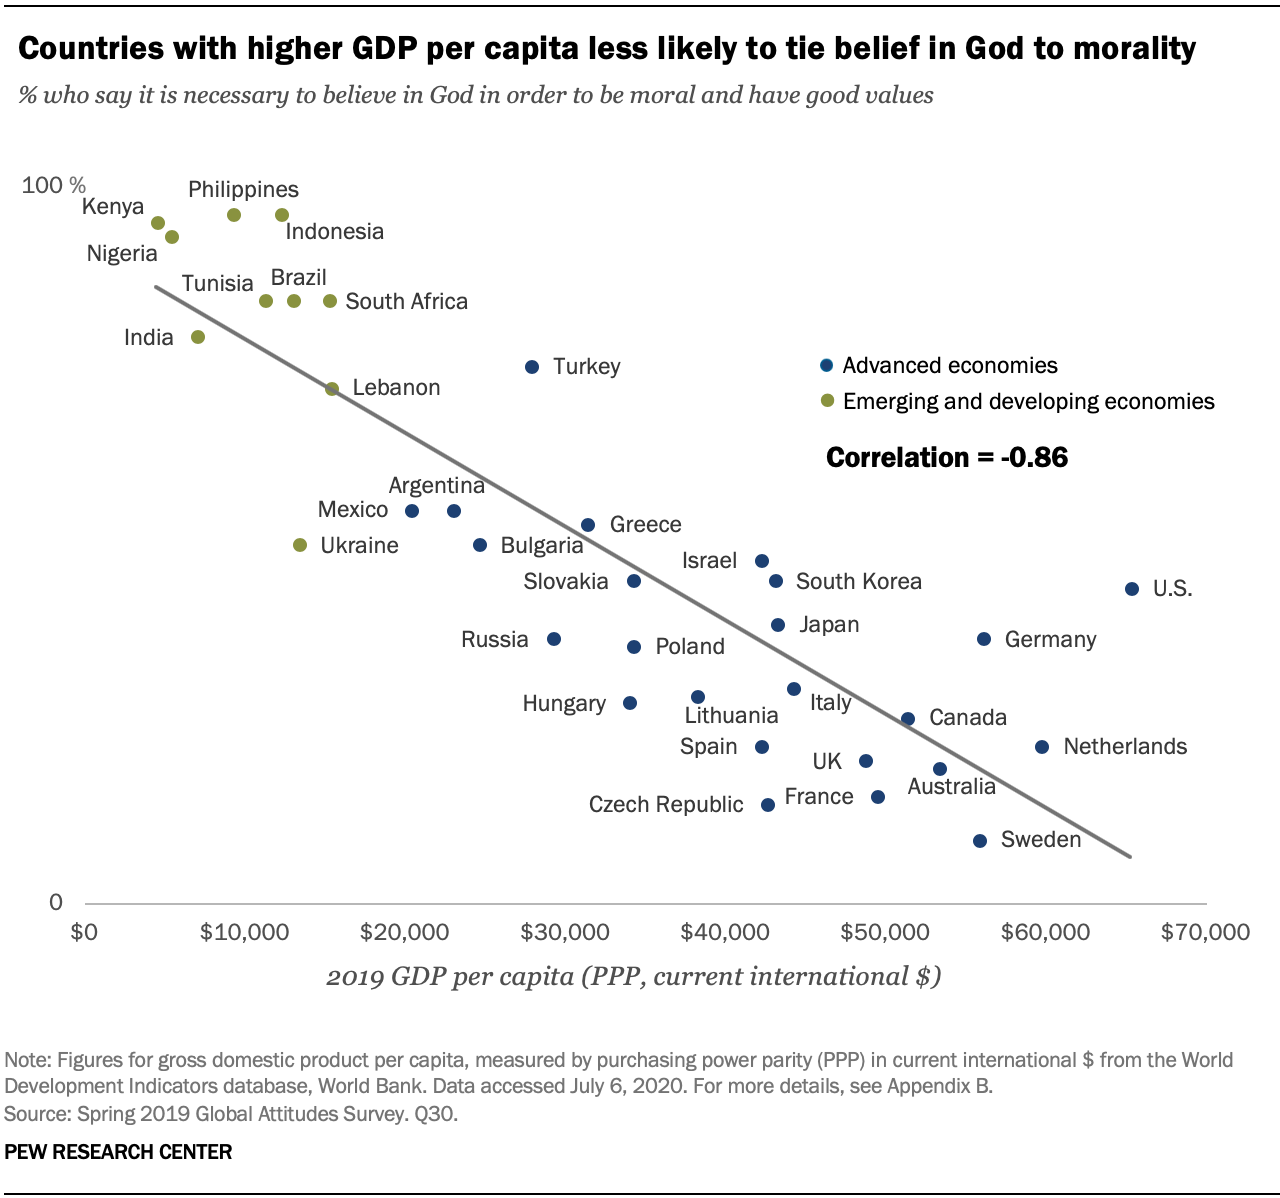 Countries with higher GDP per capita less likely to tie belief in God to morality
% who say it is necessary to believe in God in order to be moral and have good values
100 %
Philippines
Kenya
Indonesia
Nigeria
Tunisia
Brazil
South Africa
India
Turkey
Advanced economies
Lebanon
Emerging and developing economies
Correlation = -0.86
Argentina
Mexico
Greece
Ukraine
Bulgaria
Israel
Slovakia
South Korea
U.S.
Japan
Russia
Poland
Germany
Hungary
Italy
Lithuania
Canada
Spain
Netherlands
UK
Australia
Czech Republic
France
Sweden
0
$0 $10,000 $20,000 $30,000 $40,000 $50,000 $60,000 $70,000
2019 GDP per capita (PPP, current international $)
Note: Figures for gross domestic product per capita, measured by purchasing power parity (PPP) in current international $ from the World
Development Indicators database, World Bank. Data accessed July 6, 2020. For more details, see Appendix B.
Source: Spring 2019 Global Attitudes Survey. Q30.
PEW RESEARCH CENTER